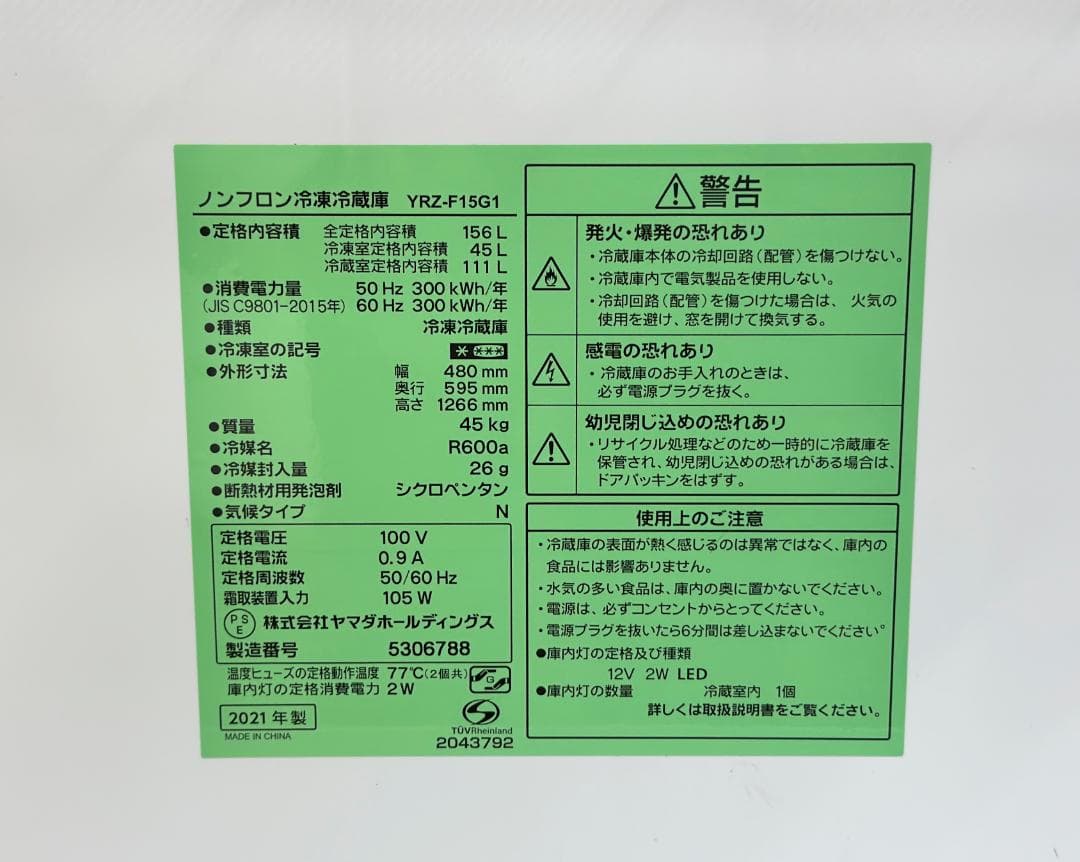 ノンフロン冷凍冷蔵庫 YRZ-F15G1
●定格内容積 全定格内容積 156 L
冷凍室定格内容積 45 L
冷蔵室定格内容積 111 L
●消費電力量 50 Hz 300 kWh/年
(JIS C9801-2015年) 60 Hz 300 kWh/年
●種類 冷凍冷蔵庫
●冷凍室の記号
●外形寸法 幅 480 mm
奥行 595 mm
高さ 1266 mm
●質量 45 kg
●冷媒名 R600a
●冷媒封入量 26 g
●断熱材用発泡剤 シクロペンタン
●気候タイプ N
定格電圧 100 V
定格電流 0.9 A
定格周波数 50/60 Hz
霜取装置入力 105 W
PSE 株式会社ヤマダホールディングス
製造番号 5306788
温度ヒューズの定格動作温度 77℃(2個共)
庫内灯の定格消費電力 2 W
G
2021 年製
MADE IN CHINA
TÜVRheinland
2043792
⚠警告
発火・爆発の恐れあり
・冷蔵庫本体の冷却回路(配管)を傷つけない。
・冷蔵庫内で電気製品を使用しない。
・冷却回路(配管)を傷つけた場合は、火気の
使用を避け、窓を開けて換気する。
感電の恐れあり
・冷蔵庫のお手入れのときは、
必ず電源プラグを抜く。
幼児閉じ込めの恐れあり
・リサイクル処理などのため一時的に冷蔵庫を
保管され、幼児閉じ込めの恐れがある場合は、
ドアパッキンをはずす。
使用上のご注意
・冷蔵庫の表面が熱く感じるのは異常ではなく、庫内の
食品には影響ありません。
・水気の多い食品は、庫内の奥に置かないでください。
・電源は、必ずコンセントからとってください。
・電源プラグを抜いたら6分間は差し込まないでください。
●庫内灯の定格及び種類
12V 2W LED
●庫内灯の数量 冷蔵室内 1個
詳しくは取扱説明書をご覧ください。